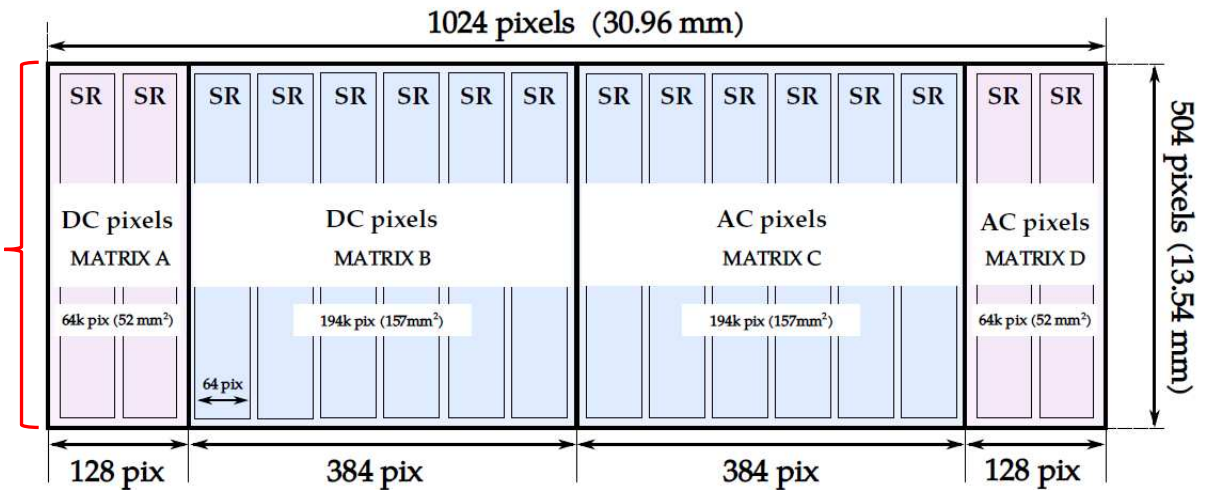 1024 pixels (30.96 mm)
SR SR SR SR SR SR SR SR SR SR SR SR SR SR SR SR
DC pixels
MATRIX A
DC pixels
MATRIX B
AC pixels
MATRIX C
AC pixels
MATRIX D
64k pix (52 mm²)
194k pix (157mm²)
194k pix (157mm²)
64k pix (52 mm²)
64 pix
504 pixels (13.54 mm)
128 pix
384 pix
384 pix
128 pix